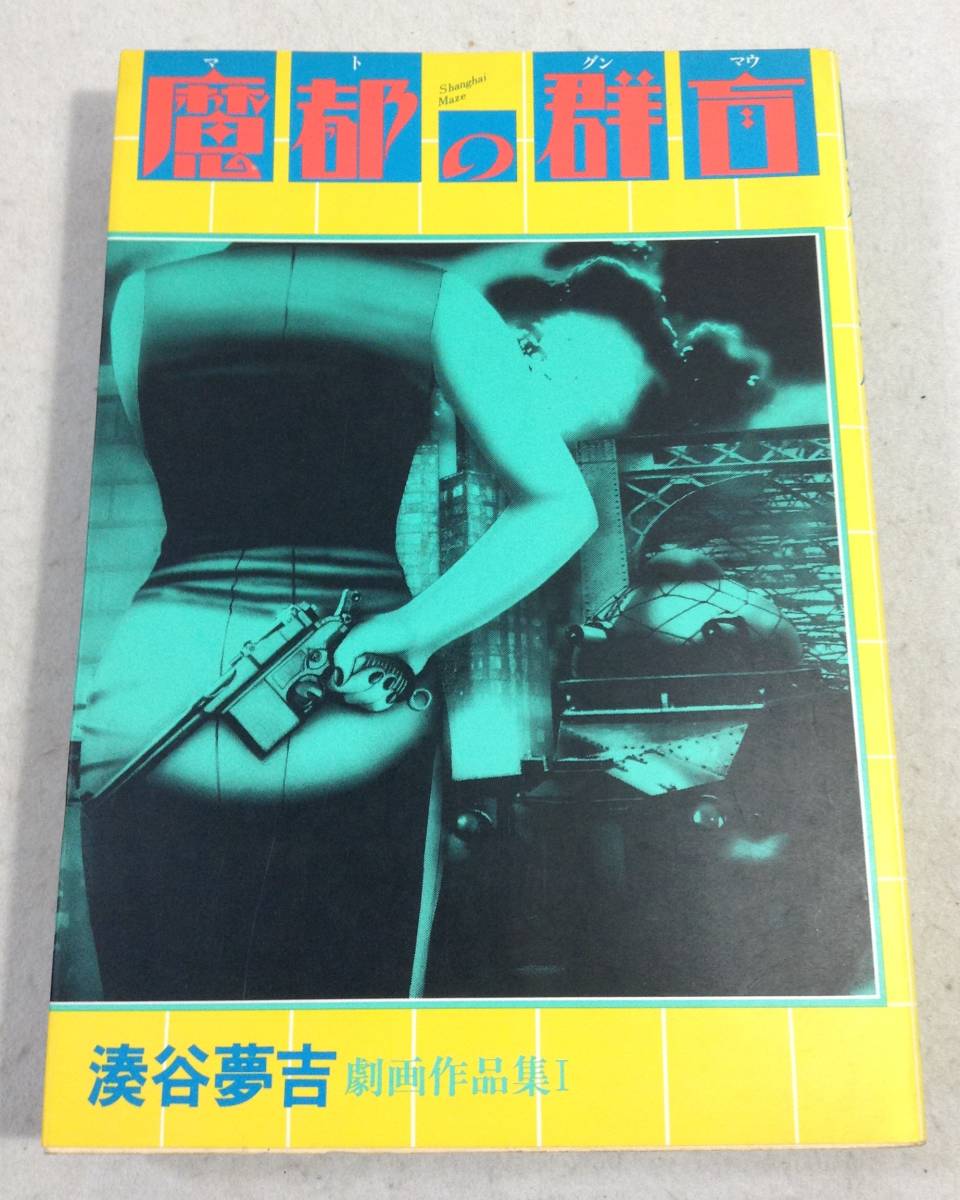 マ ト グン マウ
魔都の群盲
Shanghai
Maze
湊谷夢吉 劇画作品集I